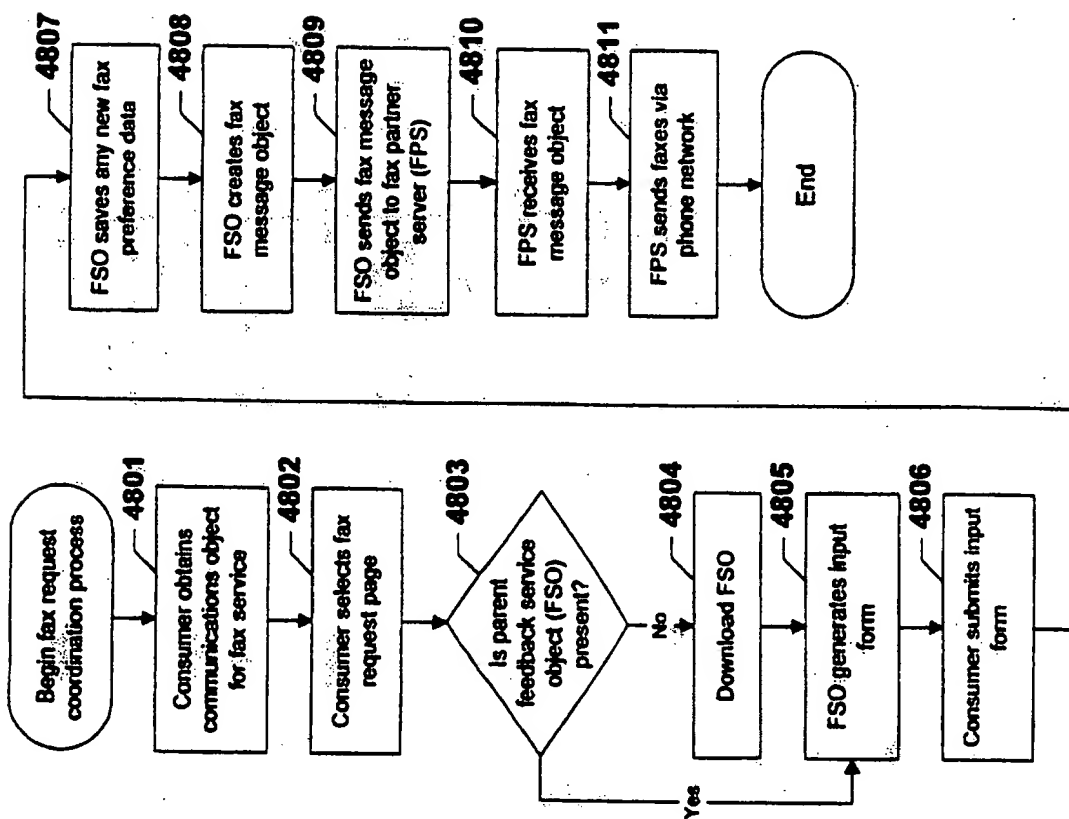 Begin fax request
coordination process
4801
Consumer obtains
communications object
for fax service
4802
Consumer selects fax
request page
4803
Is parent
feedback service
object (FSO)
present?
No
Yes
4804
Download FSO
4805
FSO generates input
form
4806
Consumer submits input
form
4807
FSO saves any new fax
preference data
4808
FSO creates fax
message object
4809
FSO sends fax message
object to fax partner
server (FPS)
4810
FPS receives fax
message object
4811
FPS sends faxes via
phone network
End